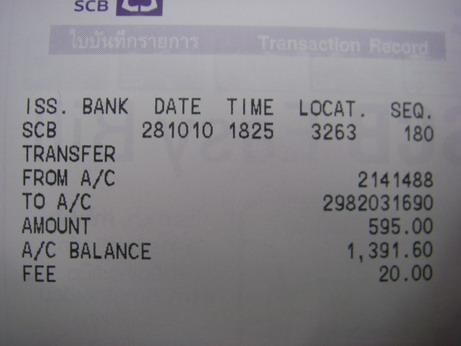 SCB
ใบบันทึกรายการ Transaction Record
ISS. BANK DATE TIME LOCAT. SEQ.
SCB 281010 1825 3263 180
TRANSFER
FROM A/C 2141488
TO A/C 2982031690
AMOUNT 595.00
A/C BALANCE 1,391.60
FEE 20.00